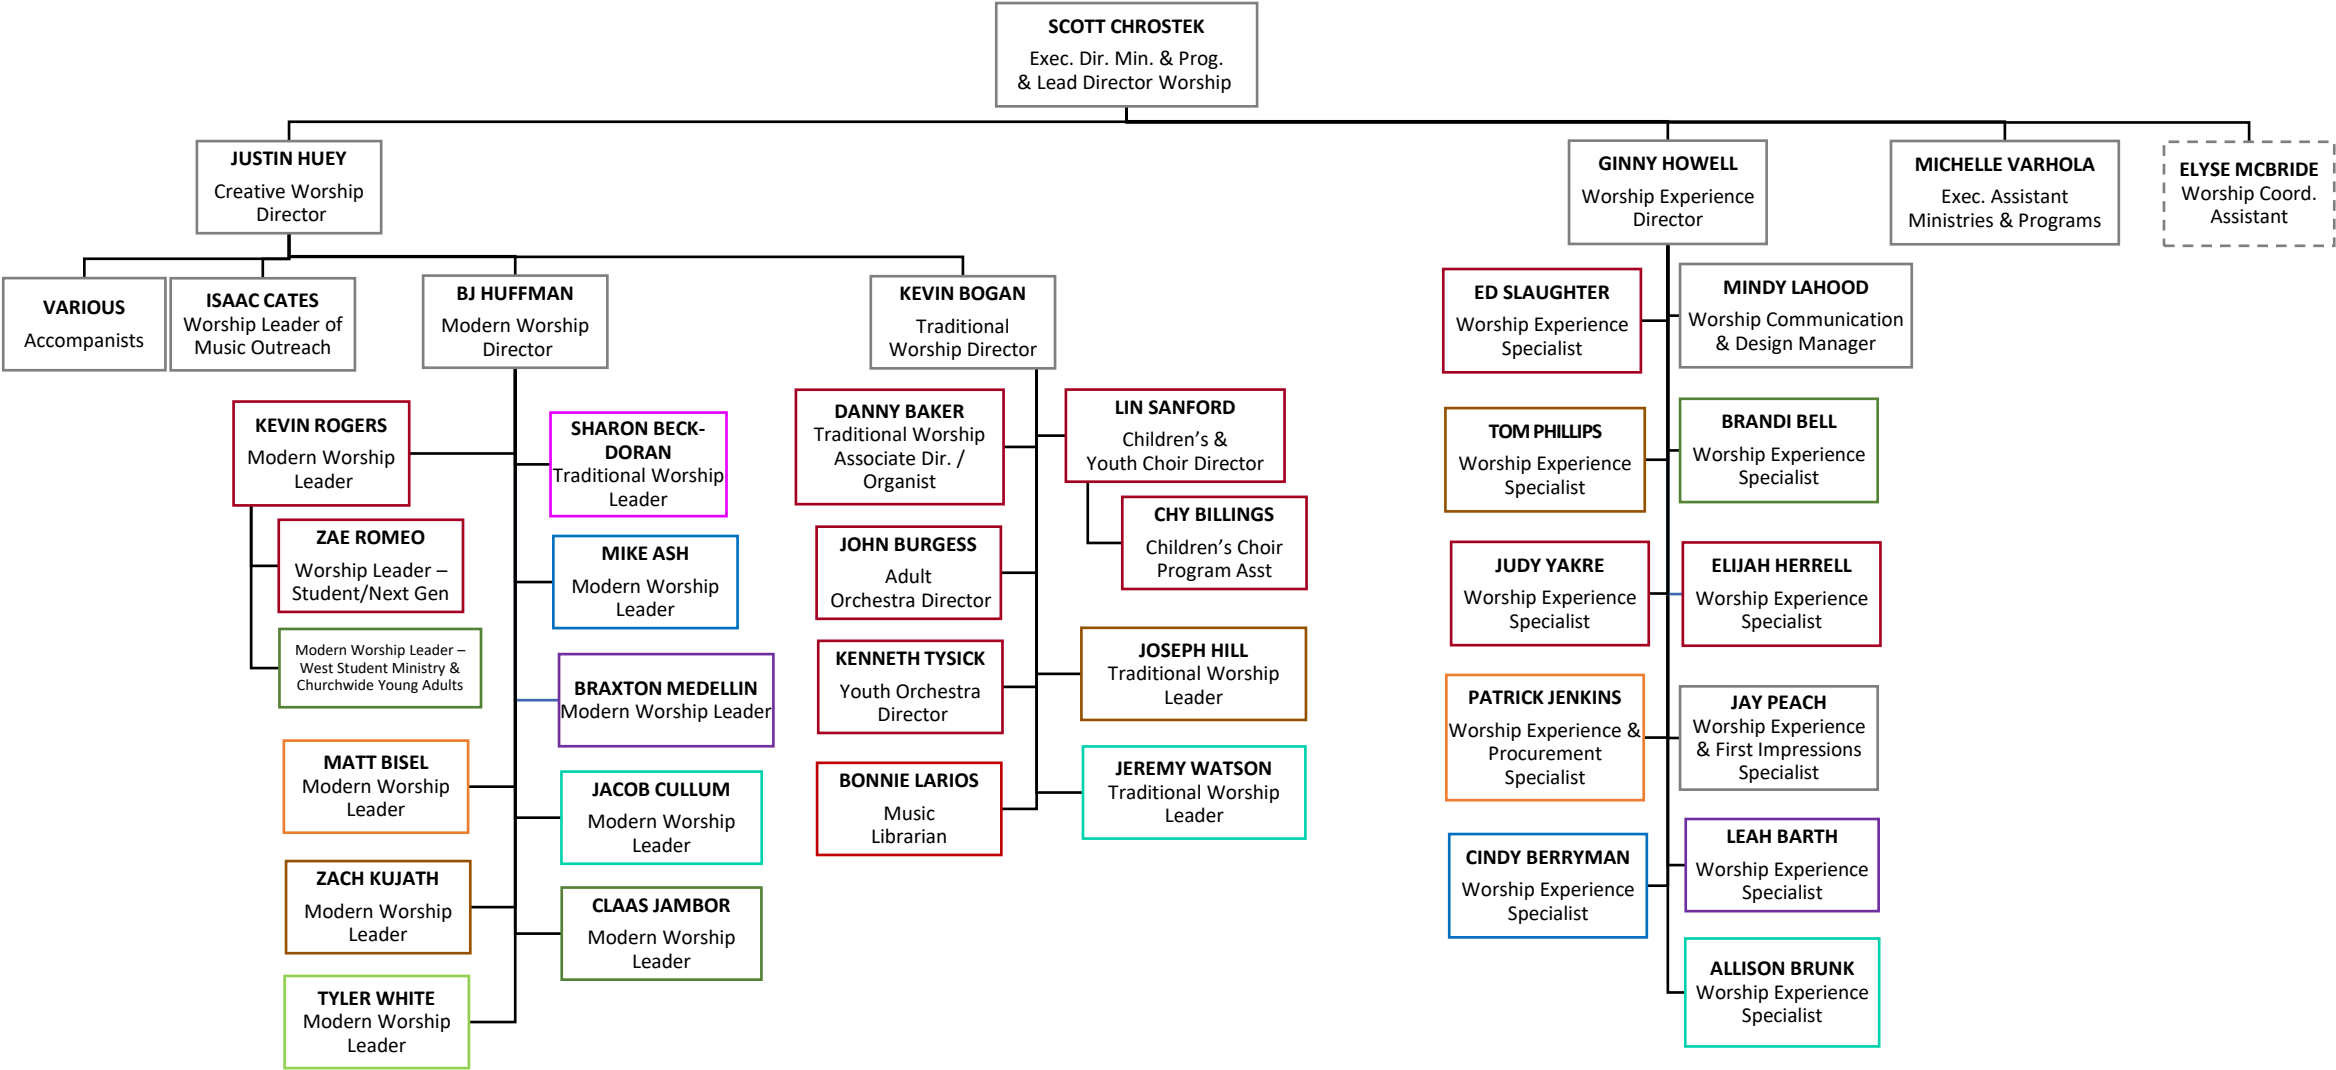 SCOTT CHROSTEK
Exec. Dir. Min. & Prog.
& Lead Director Worship
JUSTIN HUEY
Creative Worship
Director
GINNY HOWELL
Worship Experience
Director
MICHELLE VARHOLA
Exec. Assistant
Ministries & Programs
ELYSE MCBRIDE
Worship Coord.
Assistant
VARIOUS
Accompanists
ISAAC CATES
Worship Leader of
Music Outreach
BJ HUFFMAN
Modern Worship
Director
KEVIN BOGAN
Traditional
Worship Director
KEVIN ROGERS
Modern Worship
Leader
ZAE ROMEO
Worship Leader –
Student/Next Gen
Modern Worship Leader –
West Student Ministry &
Churchwide Young Adults
MATT BISEL
Modern Worship
Leader
ZACH KUJATH
Modern Worship
Leader
TYLER WHITE
Modern Worship
Leader
SHARON BECK-
DORAN
Traditional Worship
Leader
MIKE ASH
Modern Worship
Leader
BRAXTON MEDELLIN
Modern Worship Leader
JACOB CULLUM
Modern Worship
Leader
CLAAS JAMBOR
Modern Worship
Leader
DANNY BAKER
Traditional Worship
Associate Dir. /
Organist
JOHN BURGESS
Adult
Orchestra Director
KENNETH TYSICK
Youth Orchestra
Director
BONNIE LARIOS
Music
Librarian
LIN SANFORD
Children’s &
Youth Choir Director
CHY BILLINGS
Children’s Choir
Program Asst
JOSEPH HILL
Traditional Worship
Leader
JEREMY WATSON
Traditional Worship
Leader
ED SLAUGHTER
Worship Experience
Specialist
TOM PHILLIPS
Worship Experience
Specialist
JUDY YAKRE
Worship Experience
Specialist
PATRICK JENKINS
Worship Experience &
Procurement
Specialist
CINDY BERRYMAN
Worship Experience
Specialist
MINDY LAHOOD
Worship Communication
& Design Manager
BRANDI BELL
Worship Experience
Specialist
ELIJAH HERRELL
Worship Experience
Specialist
JAY PEACH
Worship Experience
& First Impressions
Specialist
LEAH BARTH
Worship Experience
Specialist
ALLISON BRUNK
Worship Experience
Specialist